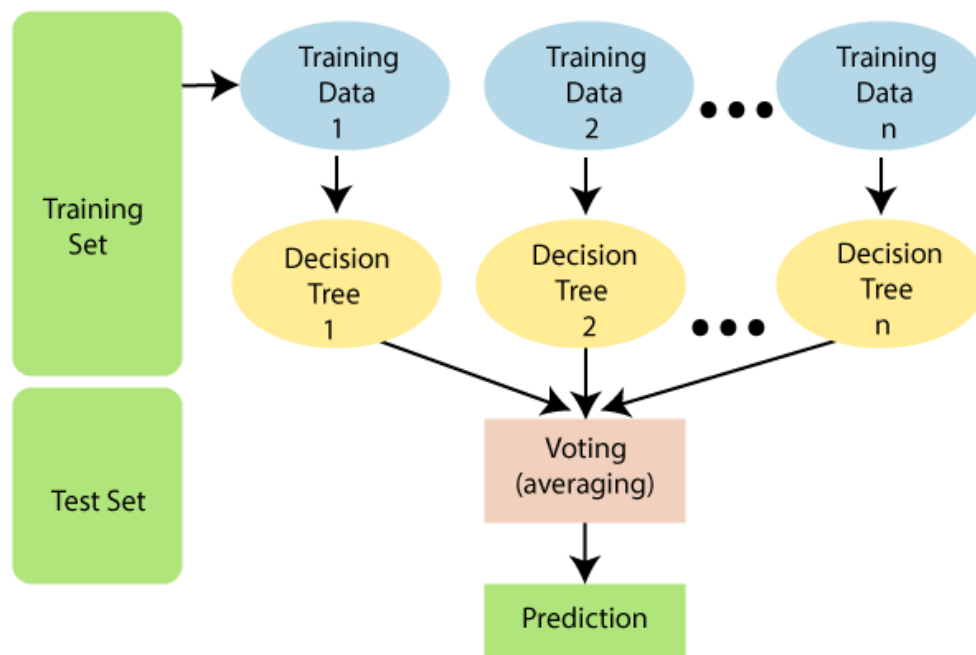 Training
Set
Test Set
Training
Data
1
Training
Data
2
Training
Data
n
Decision
Tree
1
Decision
Tree
2
Decision
Tree
n
Voting
(averaging)
Prediction